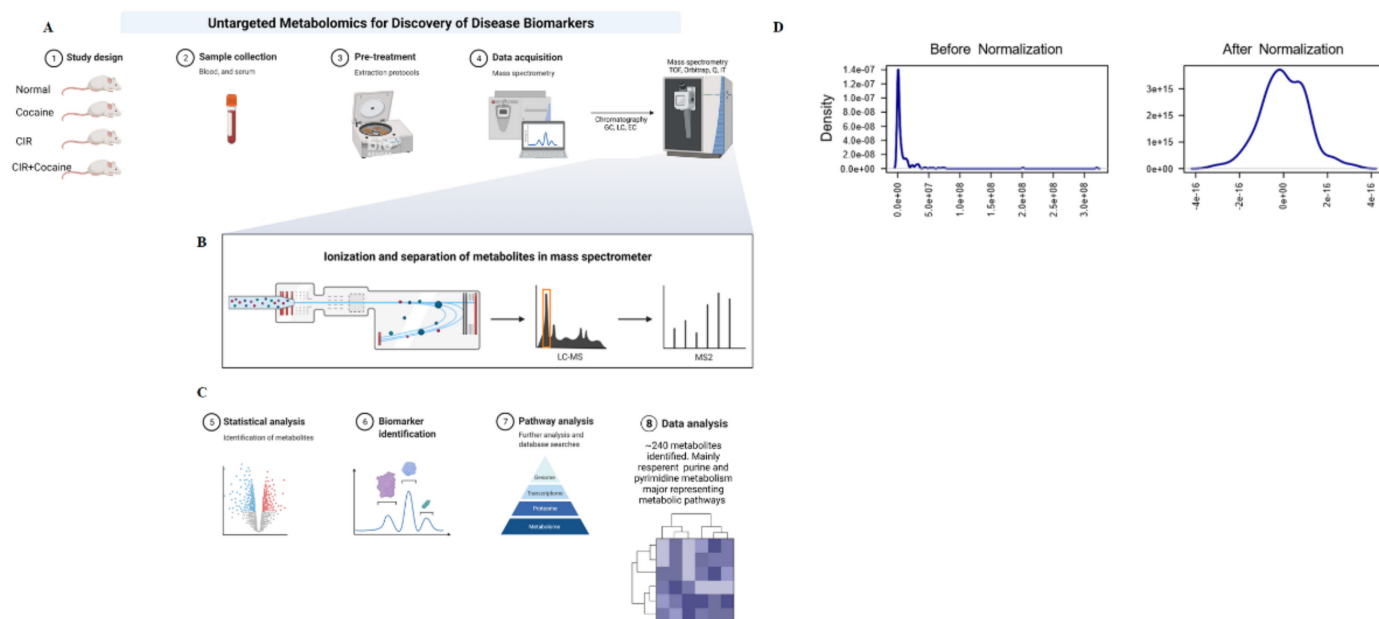 A
Untargeted Metabolomics for Discovery of Disease Biomarkers
1 Study design
Normal
Cocaine
CIR
CIR+Cocaine
2 Sample collection
Blood, and serum
3 Pre-treatment
Extraction protocols
4 Data acquisition
Mass spectrometry
Chromatography
GC, LC, EC
Mass spectrometry
TOF, Orbitrap, Q, IT
B
Ionization and separation of metabolites in mass spectrometer
LC-MS
MS2
C
5 Statistical analysis
Identification of metabolites
6 Biomarker
identification
7 Pathway analysis
Further analysis and
database searches
Genome
Transcriptome
Proteome
Metabolome
8 Data analysis
~240 metabolites
identified. Mainly
resperent purine and
pyrimidine metabolism
major representing
metabolic pathways
D
Before Normalization
Density
1.4e-07
1.2e-07
1.0e-07
8.0e-08
6.0e-08
4.0e-08
2.0e-08
0.0e+00
0.0e+00
5.0e+07
1.0e+08
1.5e+08
2.0e+08
2.5e+08
3.0e+08
After Normalization
3e+15
2e+15
1e+15
0e+00
-4e-16
-2e-16
0e+00
2e-16
4e-16